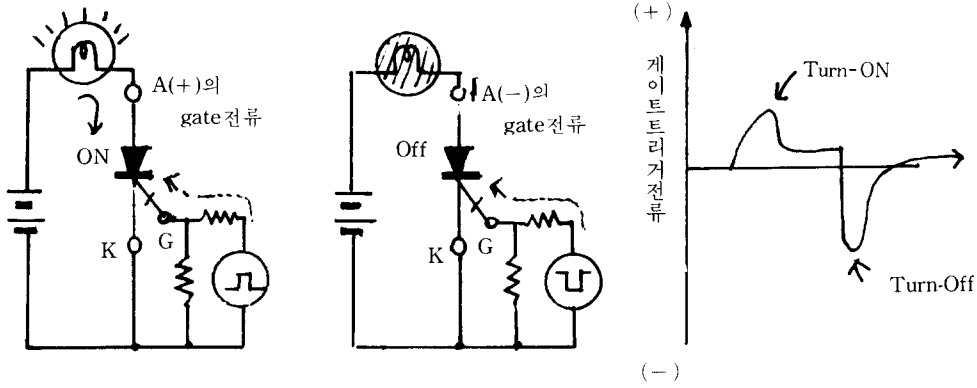 A(+)의
gate전류
ON
K
G
A(−)의
gate전류
Off
K
G
(+)
게이트트리거전류
Turn-ON
Turn-Off
(−)